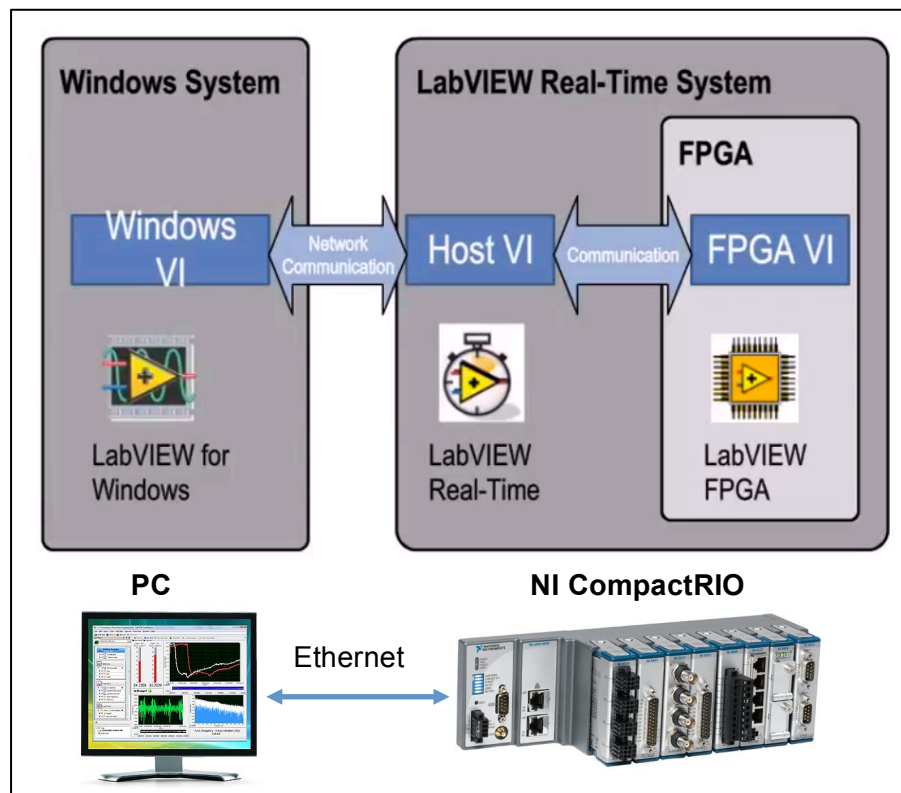 Windows System
LabVIEW Real-Time System
FPGA
Windows
VI
Network
Communication
Host VI
Communication
FPGA VI
LabVIEW for
Windows
LabVIEW
Real-Time
LabVIEW
FPGA
PC
NI CompactRIO
Ethernet